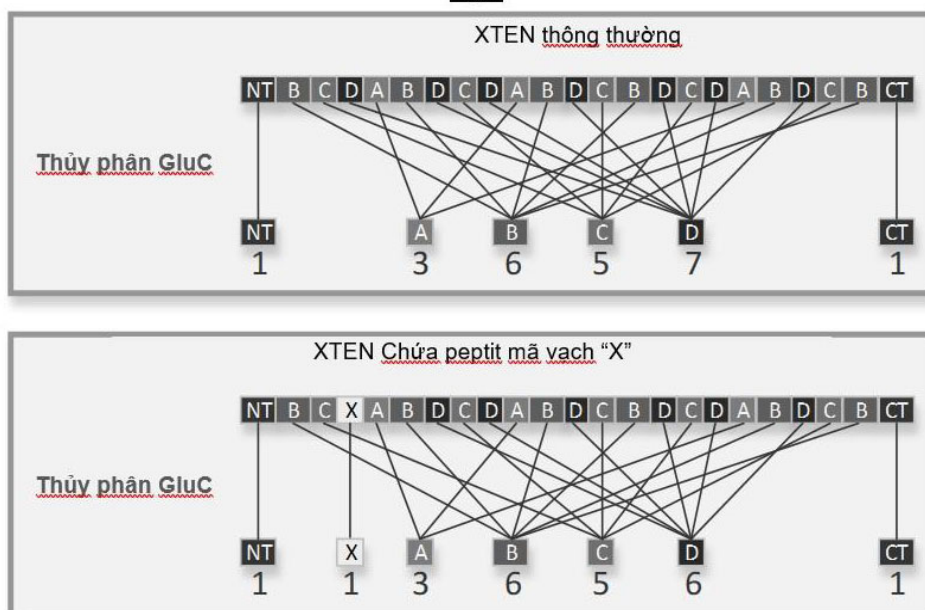 XTEN thông thường
NT B C D A B D C D A B D C B D C D A B D C B CT
Thủy phân GluC
NT A B C D CT
1 3 6 5 7 1
XTEN Chứa peptit mã vạch “X”
NT B C X A B D C D A B D C B D C D A B D C B CT
Thủy phân GluC
NT X A B C D CT
1 1 3 6 5 6 1